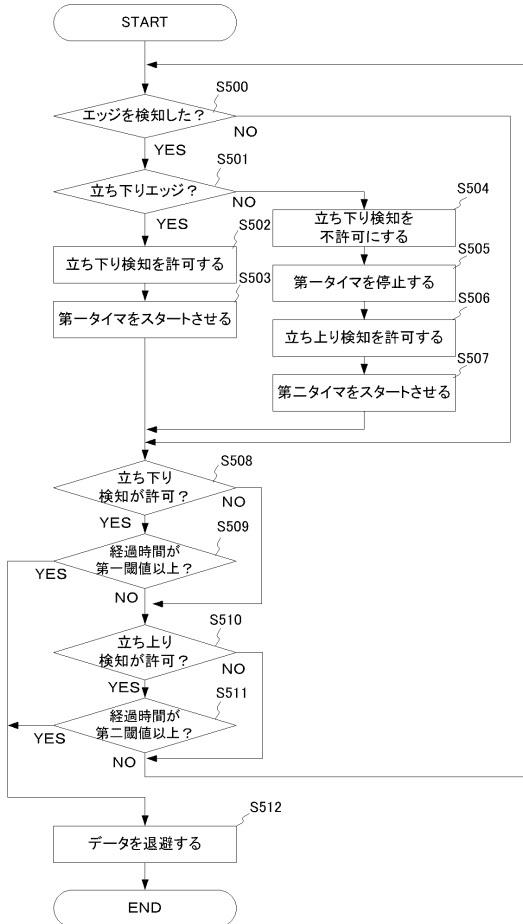 START
S500
エッジを検知した？
NO
YES
S501
立ち下りエッジ？
NO
YES
S502
立ち下り検知を許可する
S503
第一タイマをスタートさせる
S504
立ち下り検知を
不許可にする
S505
第一タイマを停止する
S506
立ち上り検知を許可する
S507
第二タイマをスタートさせる
S508
立ち下り
検知が許可？
NO
YES
S509
経過時間が
第一閾値以上？
YES
NO
S510
立ち上り
検知が許可？
NO
YES
S511
経過時間が
第二閾値以上？
YES
NO
S512
データを退避する
END